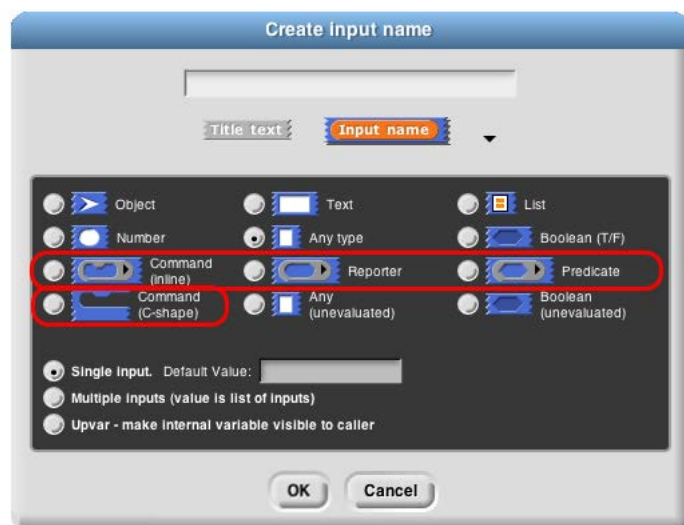 Create input name
Title text Input name
Object Text List
Number Any type Boolean (T/F)
Command (inline) Reporter Predicate
Command (C-shape) Any (unevaluated) Boolean (unevaluated)
Single input. Default Value:
Multiple inputs (value is list of inputs)
Upvar - make internal variable visible to caller
OK Cancel